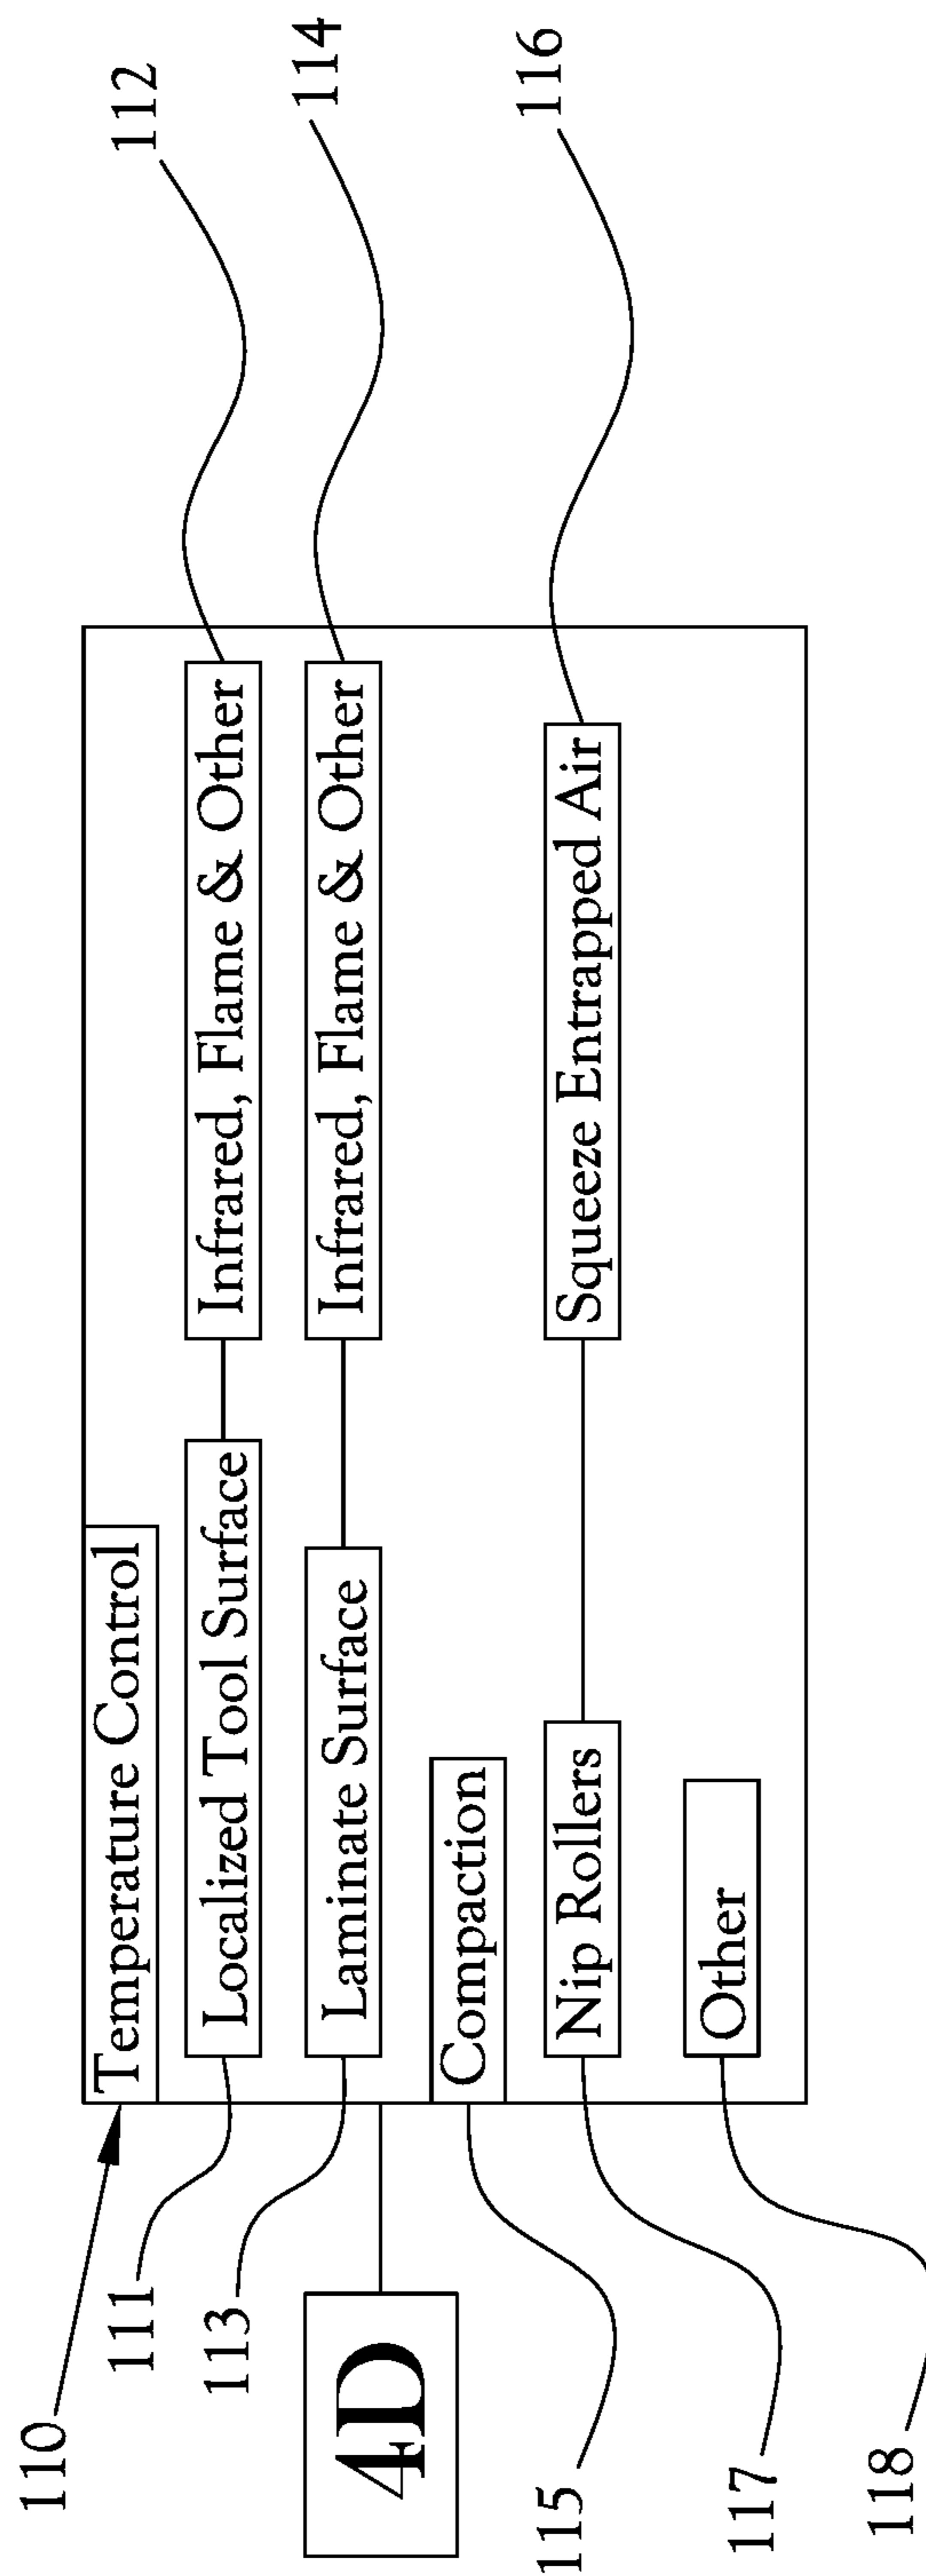 110
Temperature Control
111
Localized Tool Surface
Infrared, Flame & Other
112
113
Laminate Surface
Infrared, Flame & Other
114
4D
115
Compaction
117
Nip Rollers
Squeeze Entrapped Air
116
118
Other